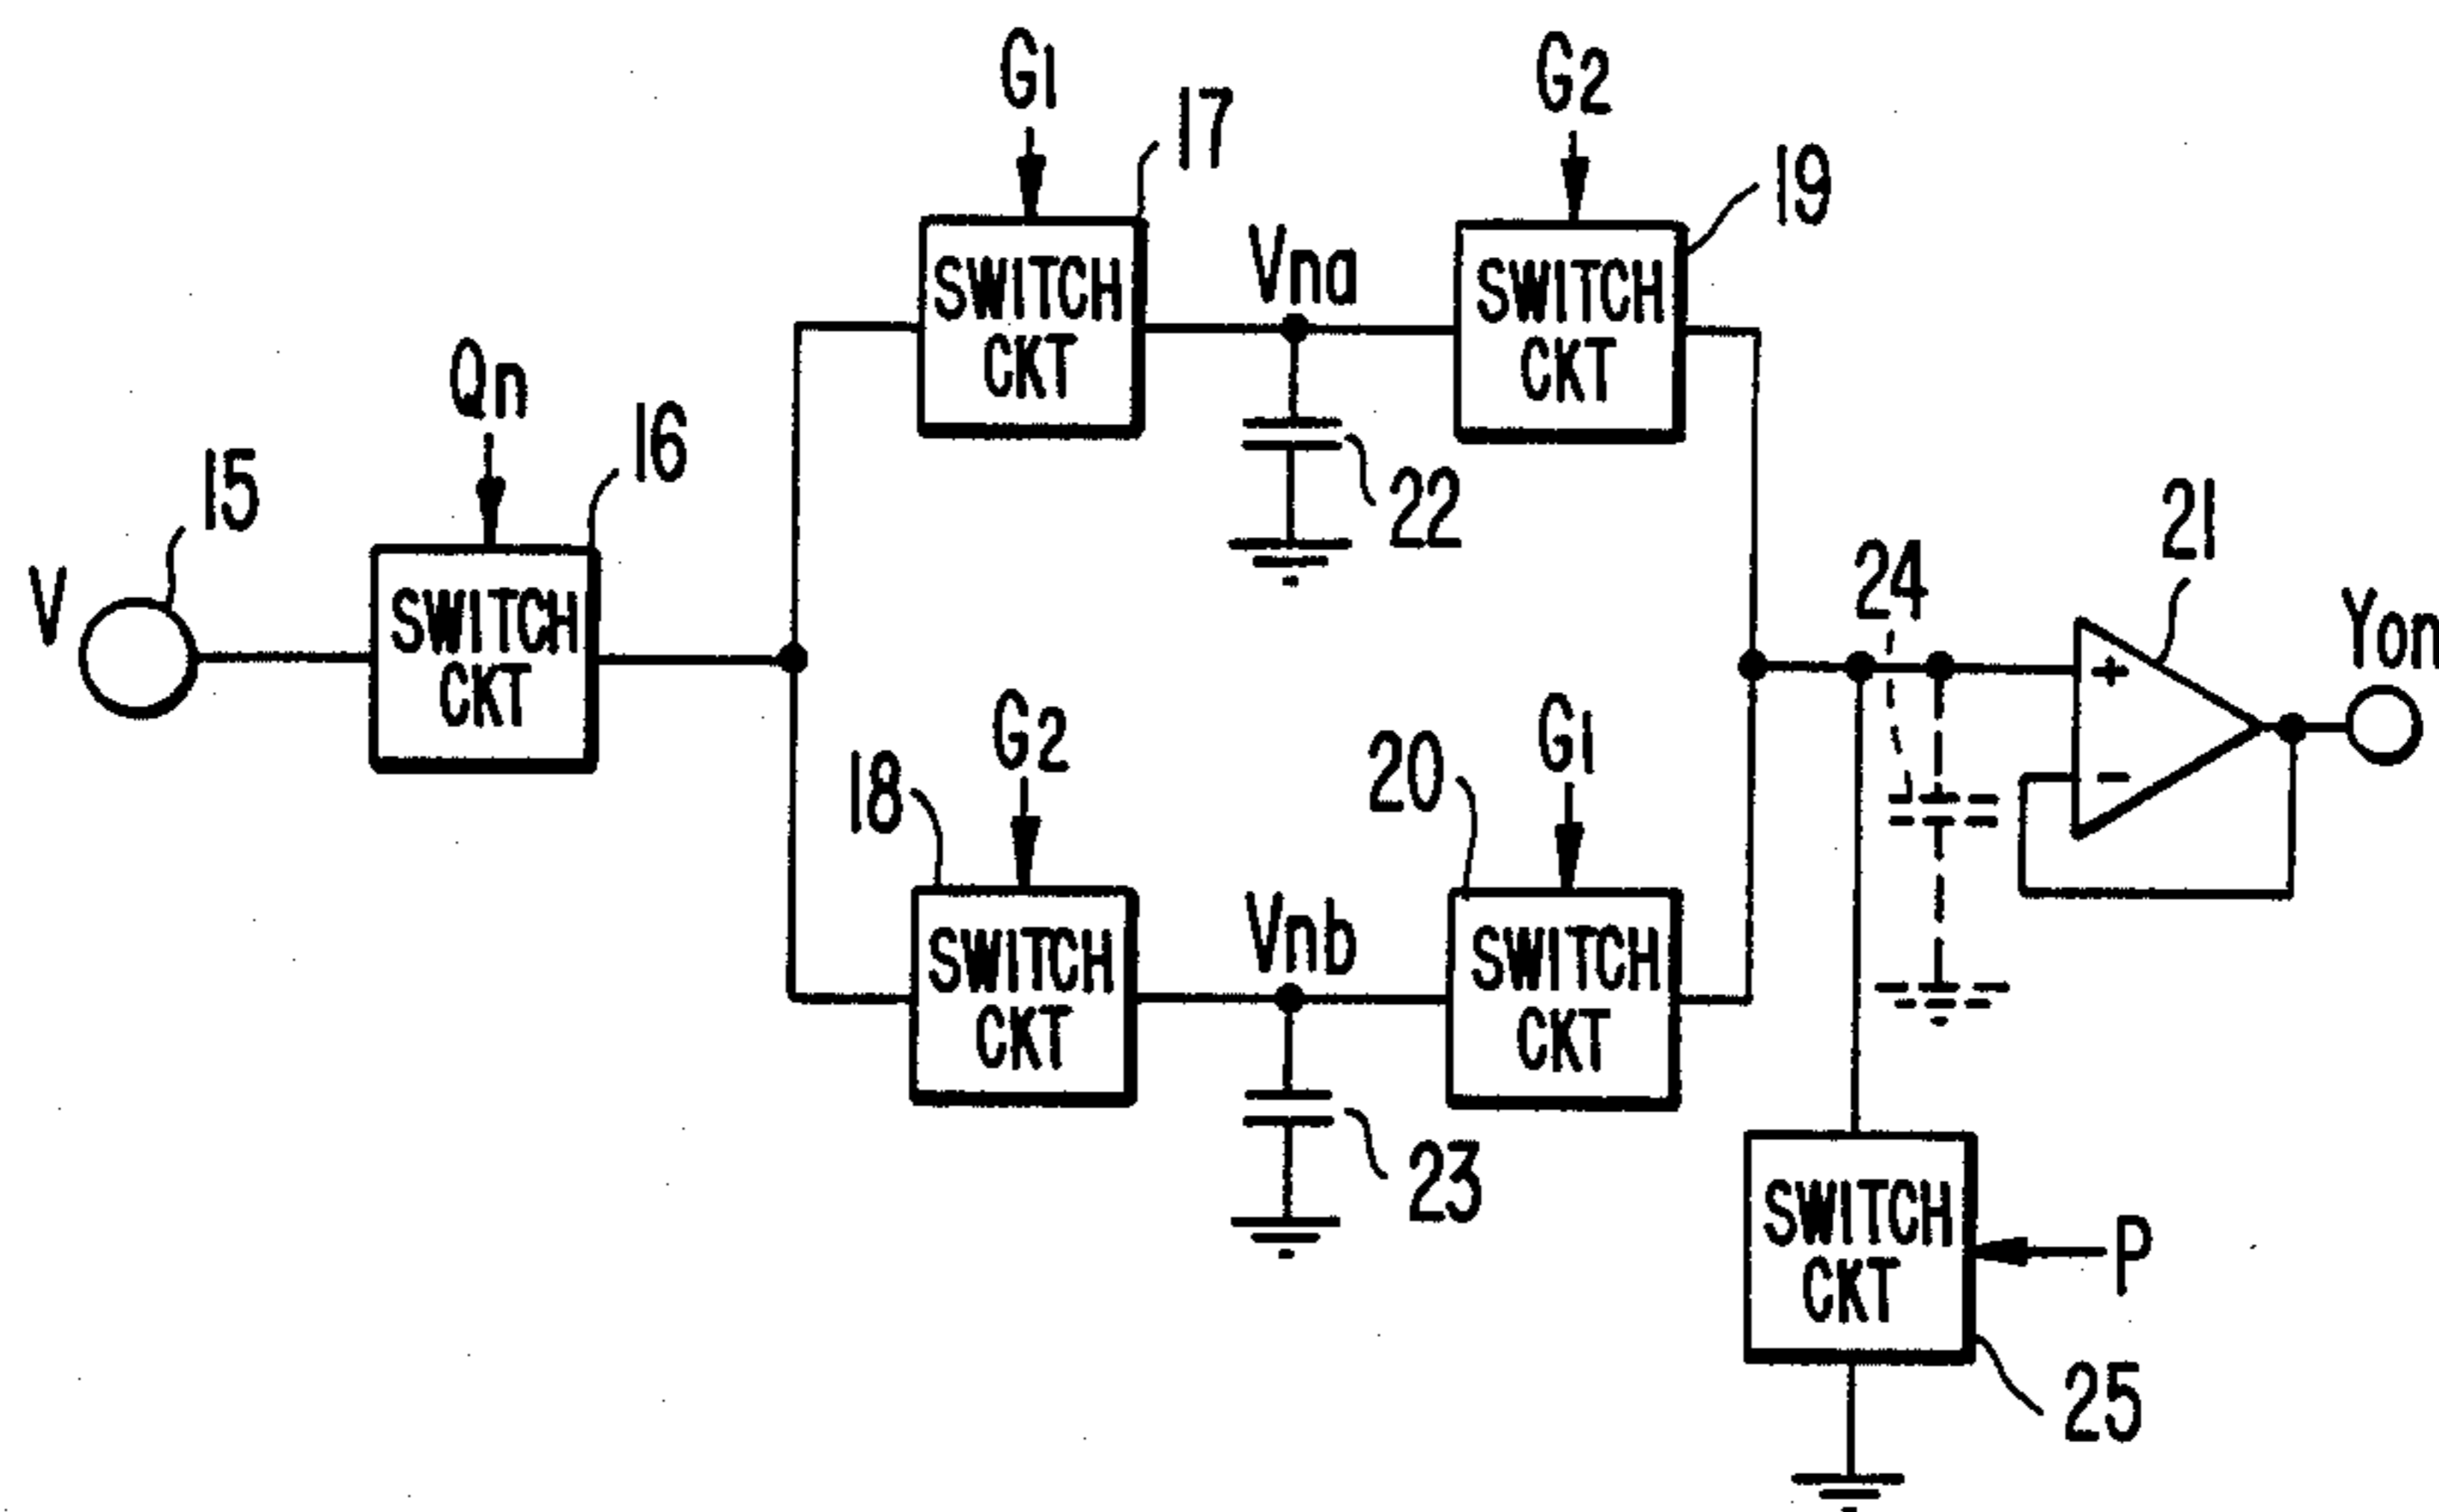 G1
17
G2
19
SWITCH
CKT
Vna
SWITCH
CKT
Qn
16
15
V
SWITCH
CKT
22
24
21
Yon
+
-
18
G2
20
G1
SWITCH
CKT
Vnb
SWITCH
CKT
23
SWITCH
CKT
P
25